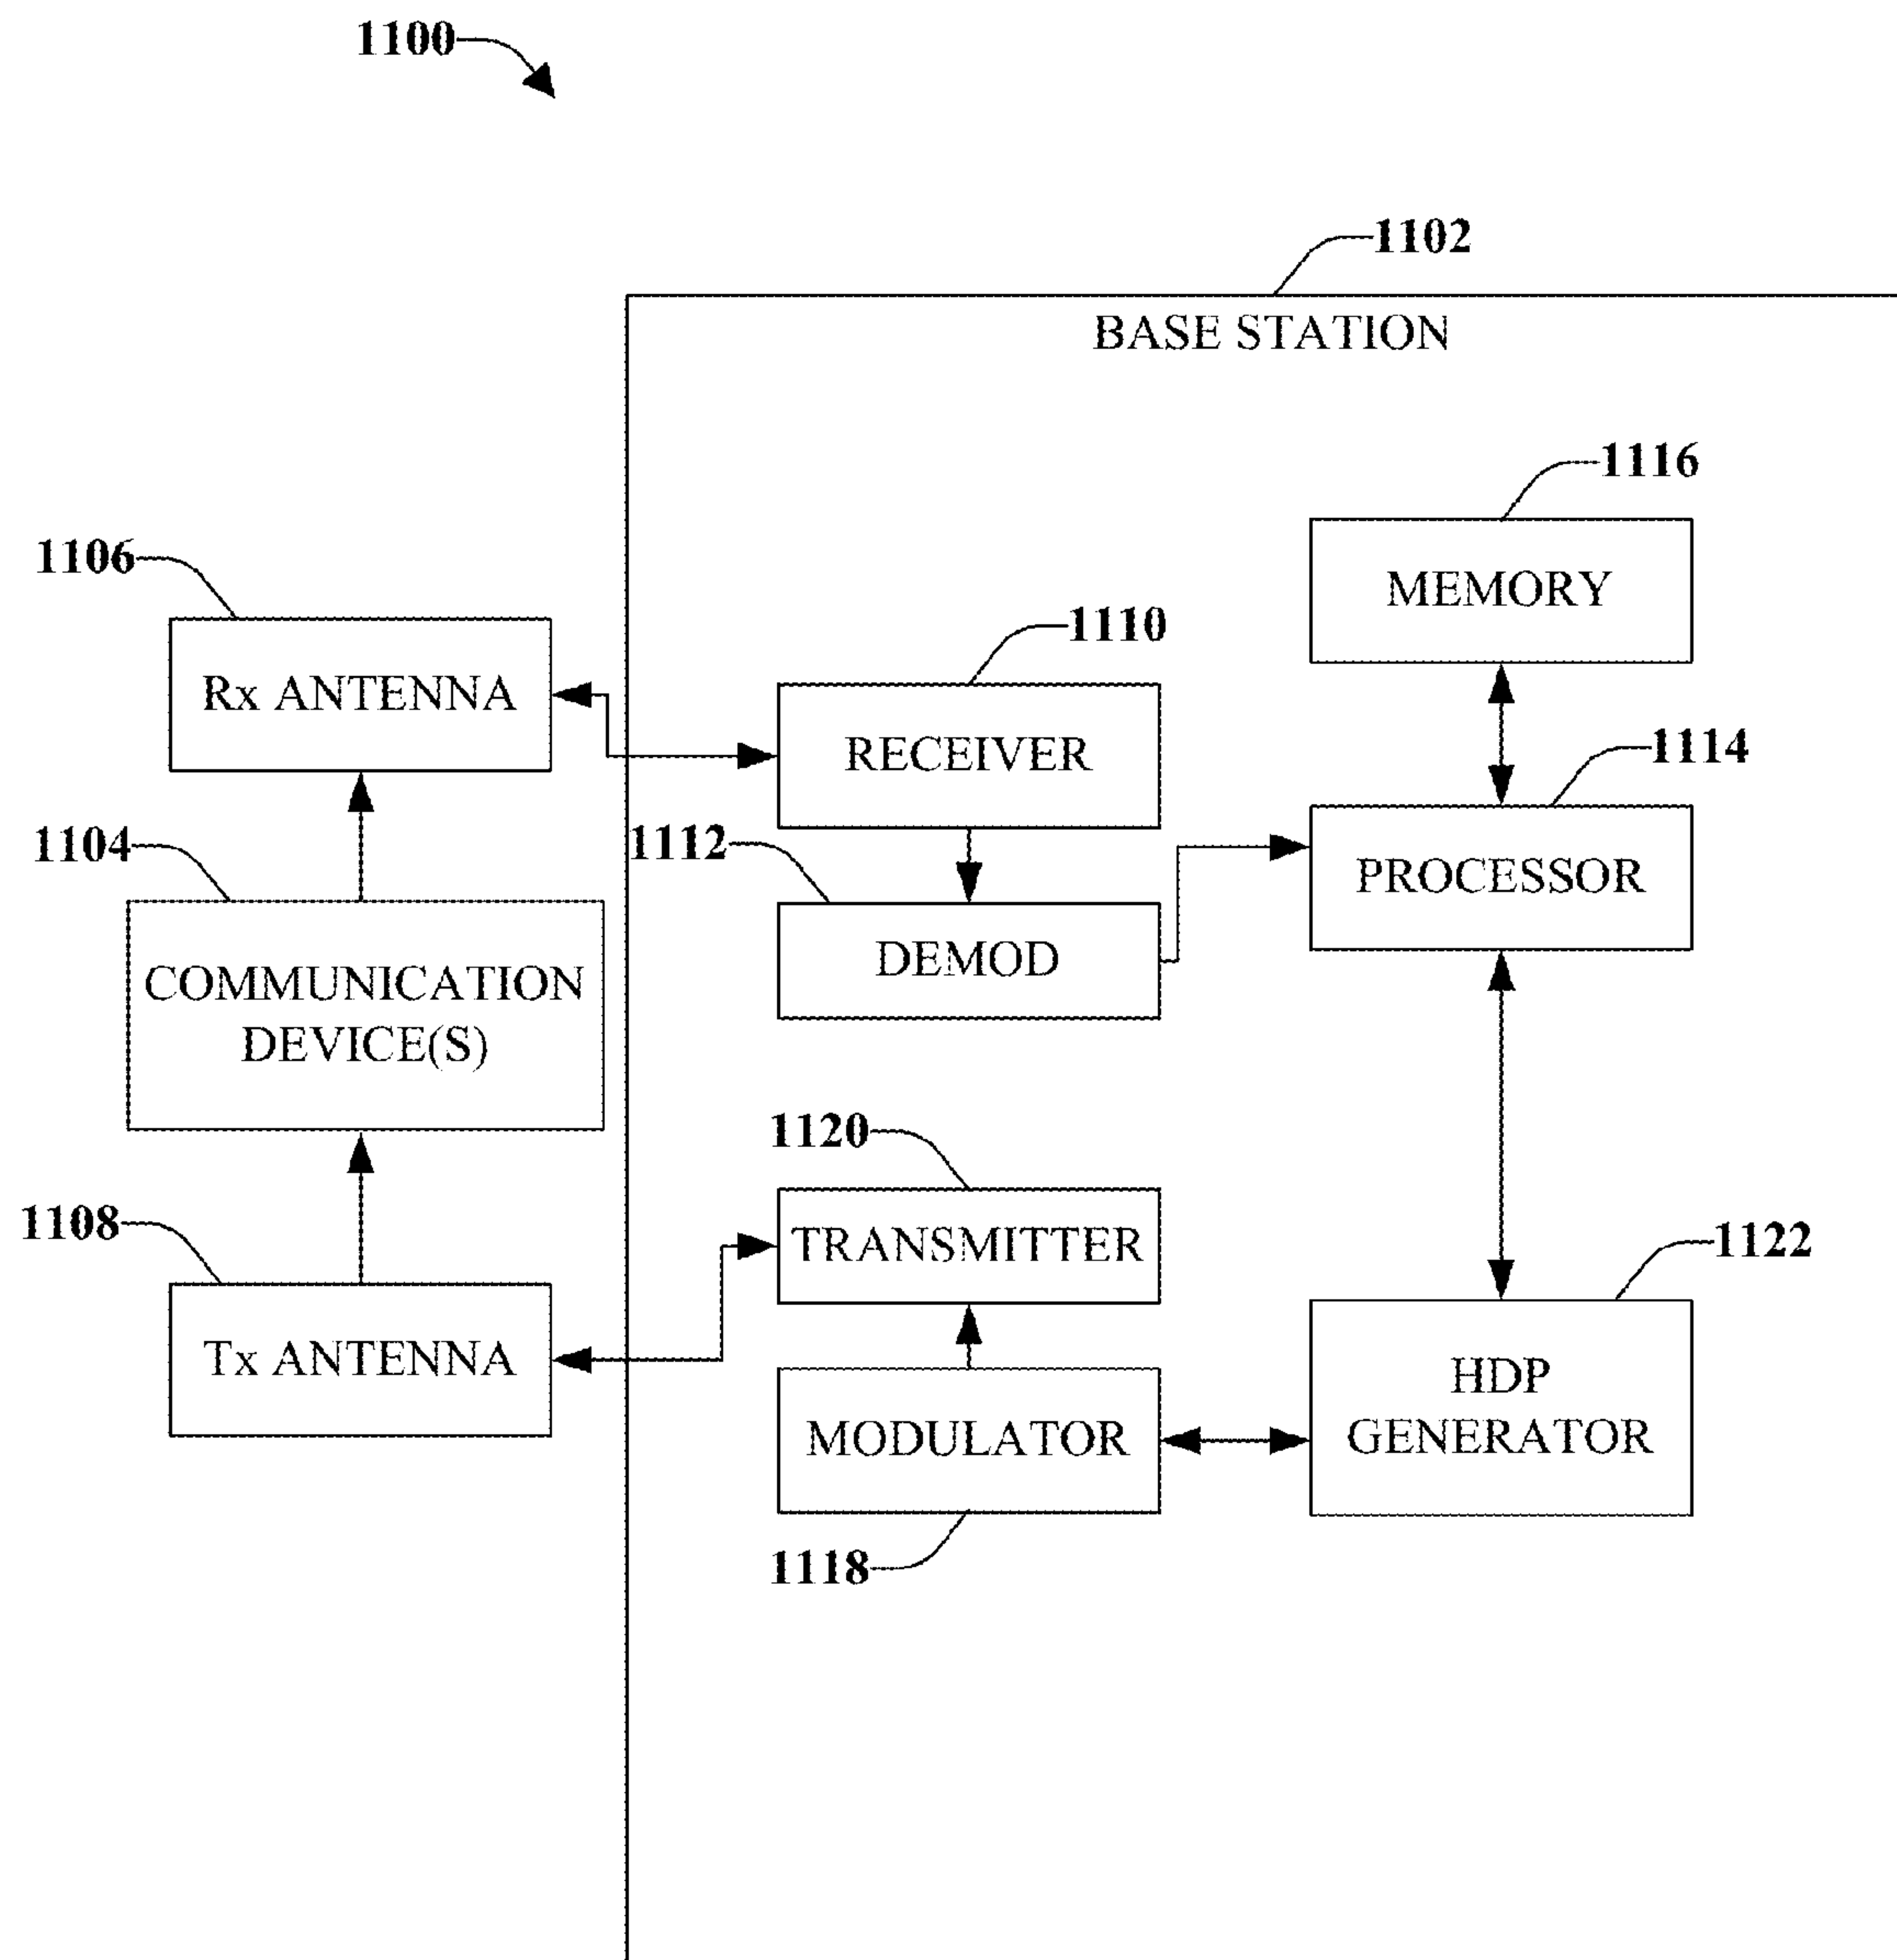 1100
1102
BASE STATION
1116
MEMORY
1106
Rx ANTENNA
1110
RECEIVER
1114
PROCESSOR
1104
COMMUNICATION
DEVICE(S)
1112
DEMOD
1120
TRANSMITTER
1108
Tx ANTENNA
1122
HDP
GENERATOR
MODULATOR
1118